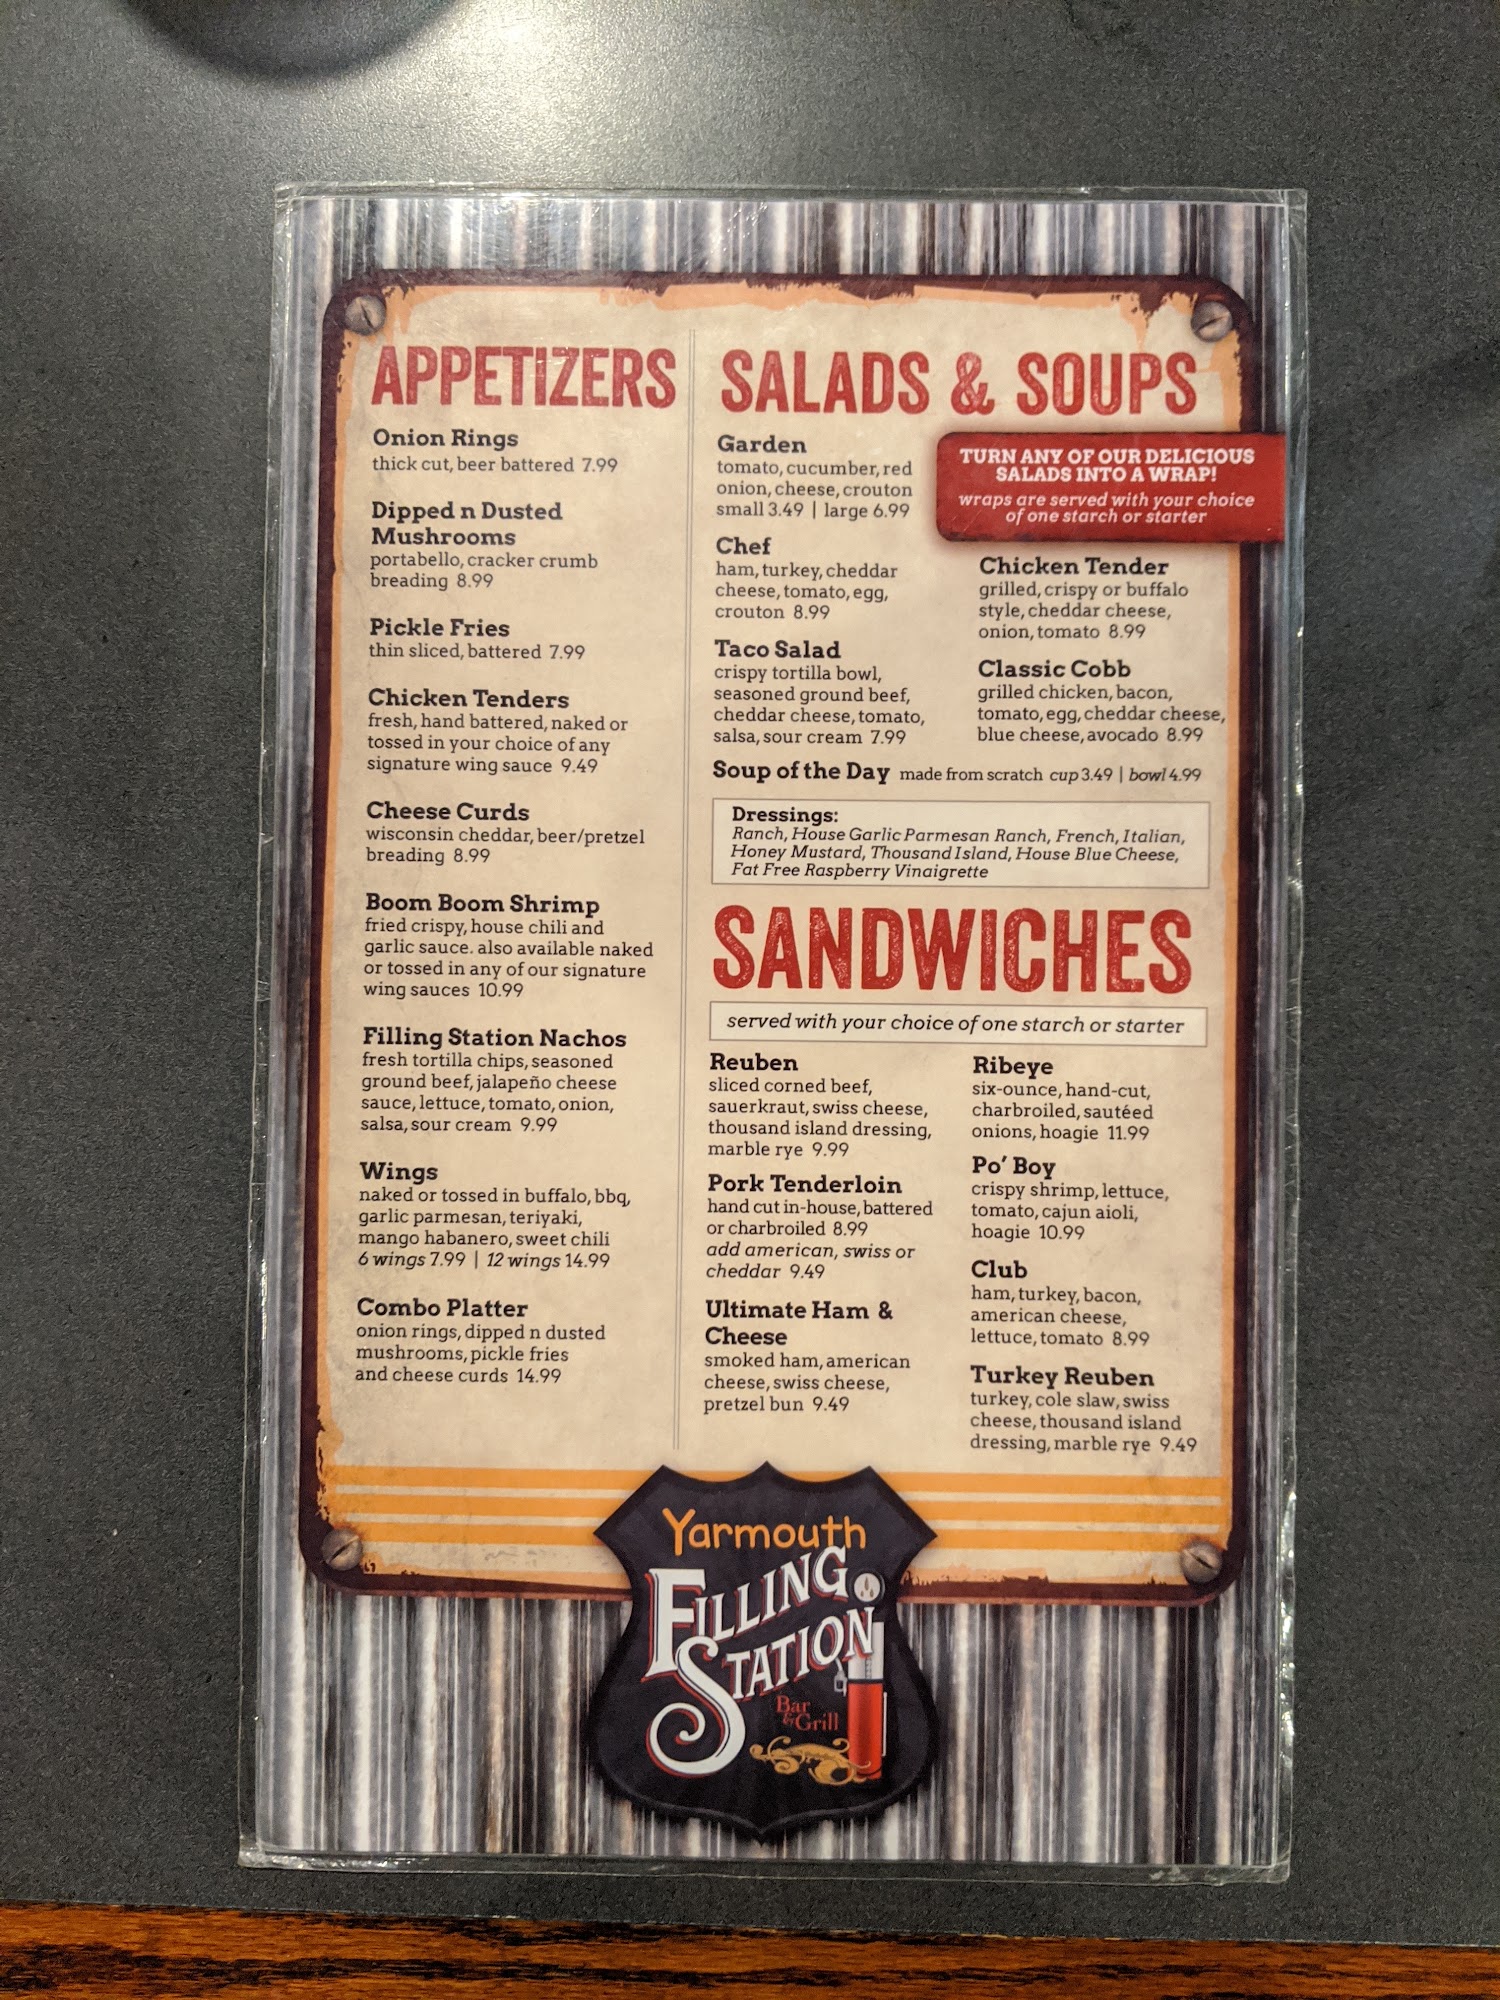 APPETIZERS
Onion Rings
thick cut, beer battered 7.99
Dipped n Dusted
Mushrooms
portabello, cracker crumb
breading 8.99
Pickle Fries
thin sliced, battered 7.99
Chicken Tenders
fresh, hand battered, naked or
tossed in your choice of any
signature wing sauce 9.49
Cheese Curds
wisconsin cheddar, beer/pretzel
breading 8.99
Boom Boom Shrimp
fried crispy, house chili and
garlic sauce. also available naked
or tossed in any of our signature
wing sauces 10.99
Filling Station Nachos
fresh tortilla chips, seasoned
ground beef, jalapeño cheese
sauce, lettuce, tomato, onion,
salsa, sour cream 9.99
Wings
naked or tossed in buffalo, bbq,
garlic parmesan, teriyaki,
mango habanero, sweet chili
6 wings 7.99 | 12 wings 14.99
Combo Platter
onion rings, dipped n dusted
mushrooms, pickle fries
and cheese curds 14.99
SALADS & SOUPS
Garden
tomato, cucumber, red
onion, cheese, crouton
small 3.49 | large 6.99
Chef
ham, turkey, cheddar
cheese, tomato, egg,
crouton 8.99
Taco Salad
crispy tortilla bowl,
seasoned ground beef,
cheddar cheese, tomato,
salsa, sour cream 7.99
TURN ANY OF OUR DELICIOUS
SALADS INTO A WRAP!
wraps are served with your choice
of one starch or starter
Chicken Tender
grilled, crispy or buffalo
style, cheddar cheese,
onion, tomato 8.99
Classic Cobb
grilled chicken, bacon,
tomato, egg, cheddar cheese,
blue cheese, avocado 8.99
Soup of the Day made from scratch cup 3.49 | bowl 4.99
Dressings:
Ranch, House Garlic Parmesan Ranch, French, Italian,
Honey Mustard, Thousand Island, House Blue Cheese,
Fat Free Raspberry Vinaigrette
SANDWICHES
served with your choice of one starch or starter
Reuben
sliced corned beef,
sauerkraut, swiss cheese,
thousand island dressing,
marble rye 9.99
Pork Tenderloin
hand cut in-house, battered
or charbroiled 8.99
add american, swiss or
cheddar 9.49
Ultimate Ham &
Cheese
smoked ham, american
cheese, swiss cheese,
pretzel bun 9.49
Ribeye
six-ounce, hand-cut,
charbroiled, sautéed
onions, hoagie 11.99
Po' Boy
crispy shrimp, lettuce,
tomato, cajun aioli,
hoagie 10.99
Club
ham, turkey, bacon,
american cheese,
lettuce, tomato 8.99
Turkey Reuben
turkey, cole slaw, swiss
cheese, thousand island
dressing, marble rye 9.49
Yarmouth
FILLING
STATION
Bar
& Grill